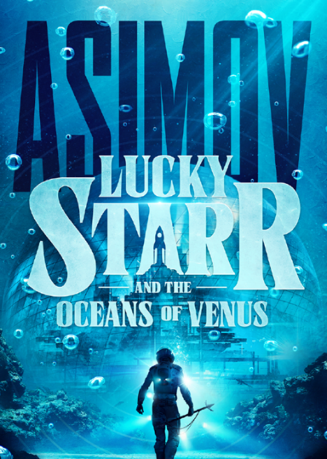 ASIMOV
LUCKY
STARR
AND THE
OCEANS OF VENUS